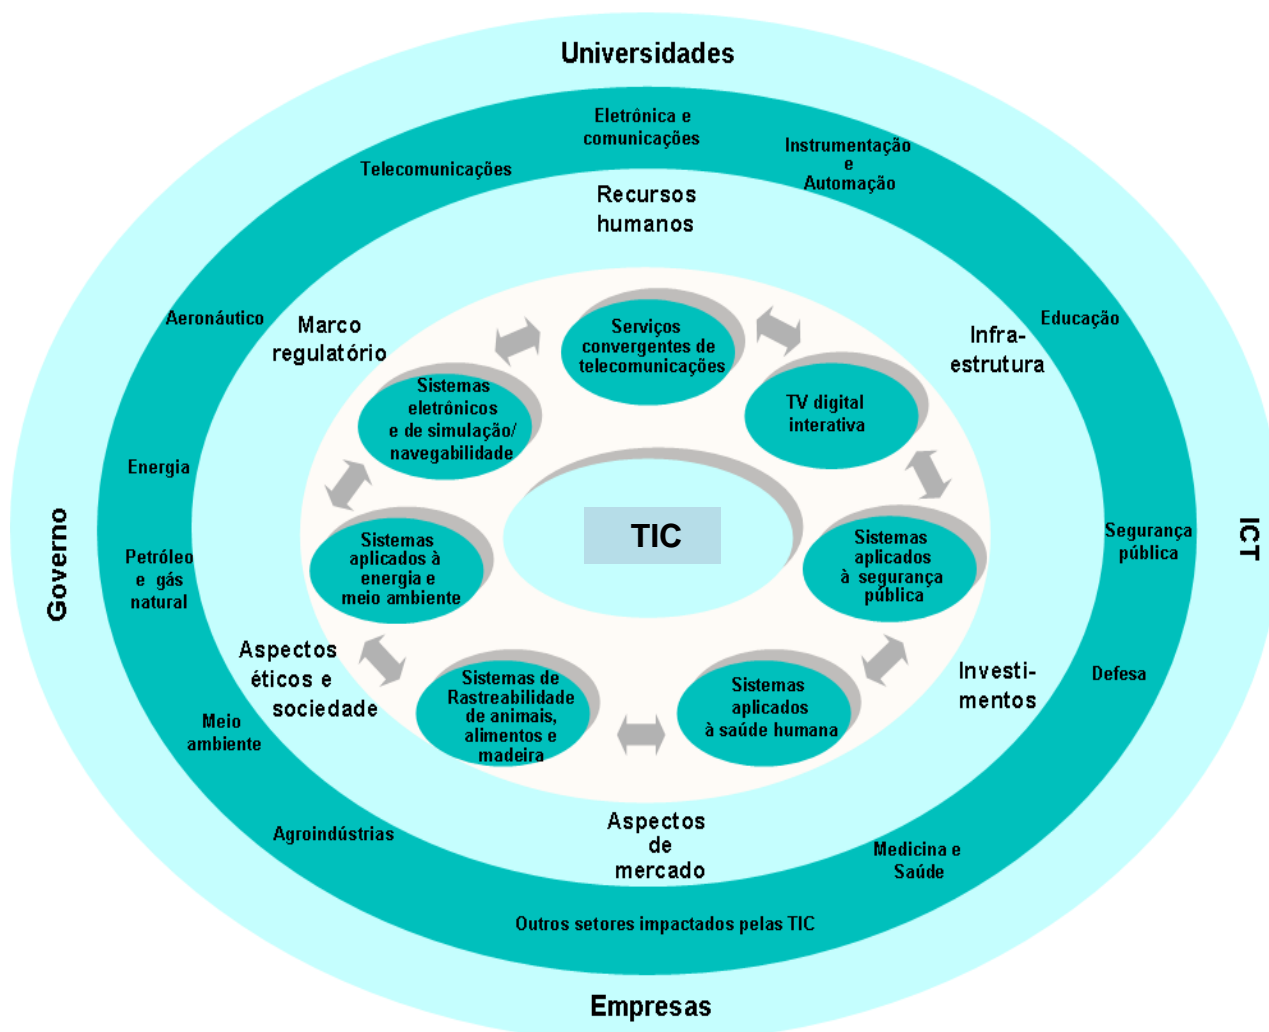 Universidades
Eletrônica e
comunicações
Instrumentação
e
Automação
Telecomunicações
Recursos
humanos
Aeronáutico
Marco
regulatório
Serviços
convergentes de
telecomunicações
Infra-
estrutura
Educação
Sistemas
eletrônicos
e de simulação/
navegabilidade
TV digital
interativa
Energia
Governo
Petróleo
e gás
natural
Sistemas
aplicados à
energia e
meio ambiente
TIC
Sistemas
aplicados
à segurança
pública
Segurança
pública
ICT
Aspectos
éticos e
sociedade
Sistemas de
Rastreabilidade
de animais,
alimentos e
madeira
Sistemas
aplicados
à saúde humana
Investi-
mentos
Defesa
Meio
ambiente
Agroindústrias
Aspectos
de
mercado
Medicina e
Saúde
Outros setores impactados pelas TIC
Empresas